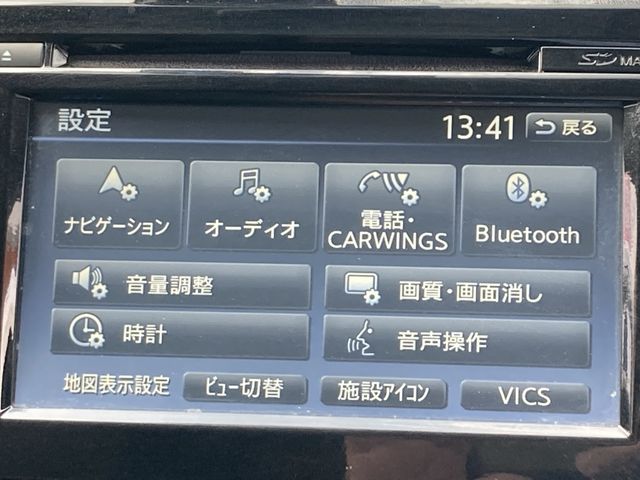 SD MA
設定
13:41
戻る
ナビゲーション
オーディオ
電話・
CARWINGS
Bluetooth
音量調整
画質・画面消し
時計
音声操作
地図表示設定
ビュー切替
施設アイコン
VICS